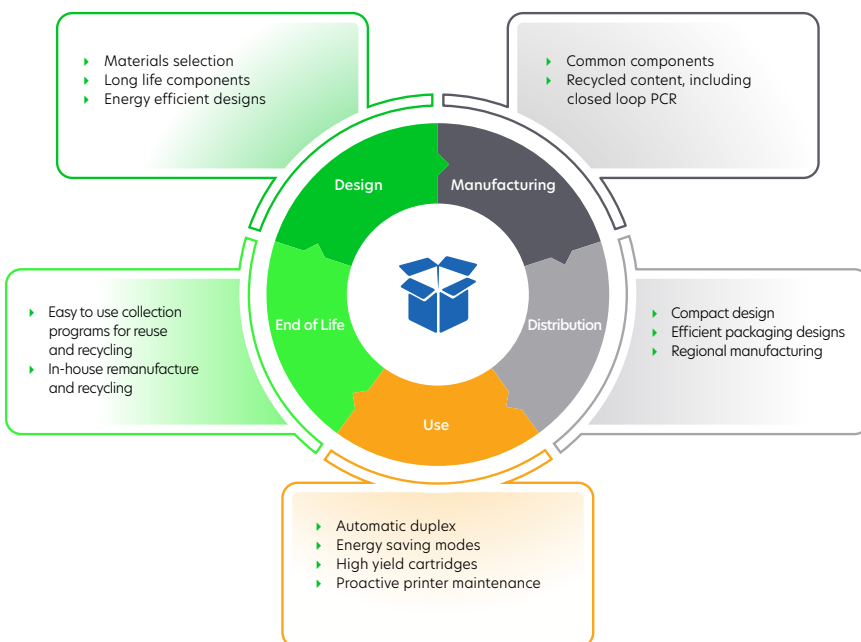 Materials selection
Long life components
Energy efficient designs
Common components
Recycled content, including
closed loop PCR
Design
Manufacturing
Easy to use collection
programs for reuse
and recycling
In-house remanufacture
and recycling
End of Life
Distribution
Compact design
Efficient packaging designs
Regional manufacturing
Use
Automatic duplex
Energy saving modes
High yield cartridges
Proactive printer maintenance